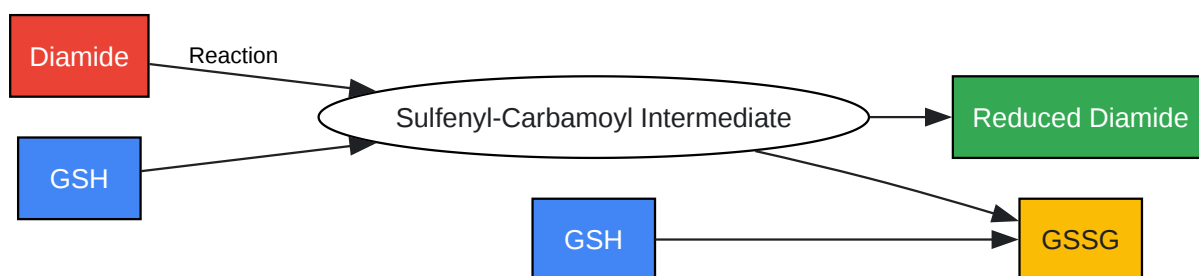 Diamide
Reaction
GSH
Sulfenyl-Carbamoyl Intermediate
Reduced Diamide
GSH
GSSG